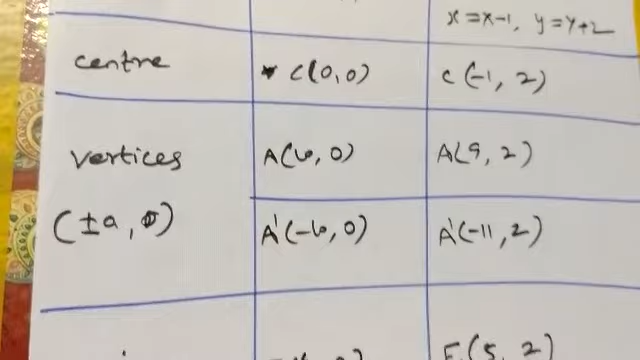 x = x-1, y = y+2
centre C(0,0) C(-1, 2)
vertices A(6, 0) A(9, 2)
(±a, 0) A'(-6, 0) A'(-11, 2)
F1(5, 2)